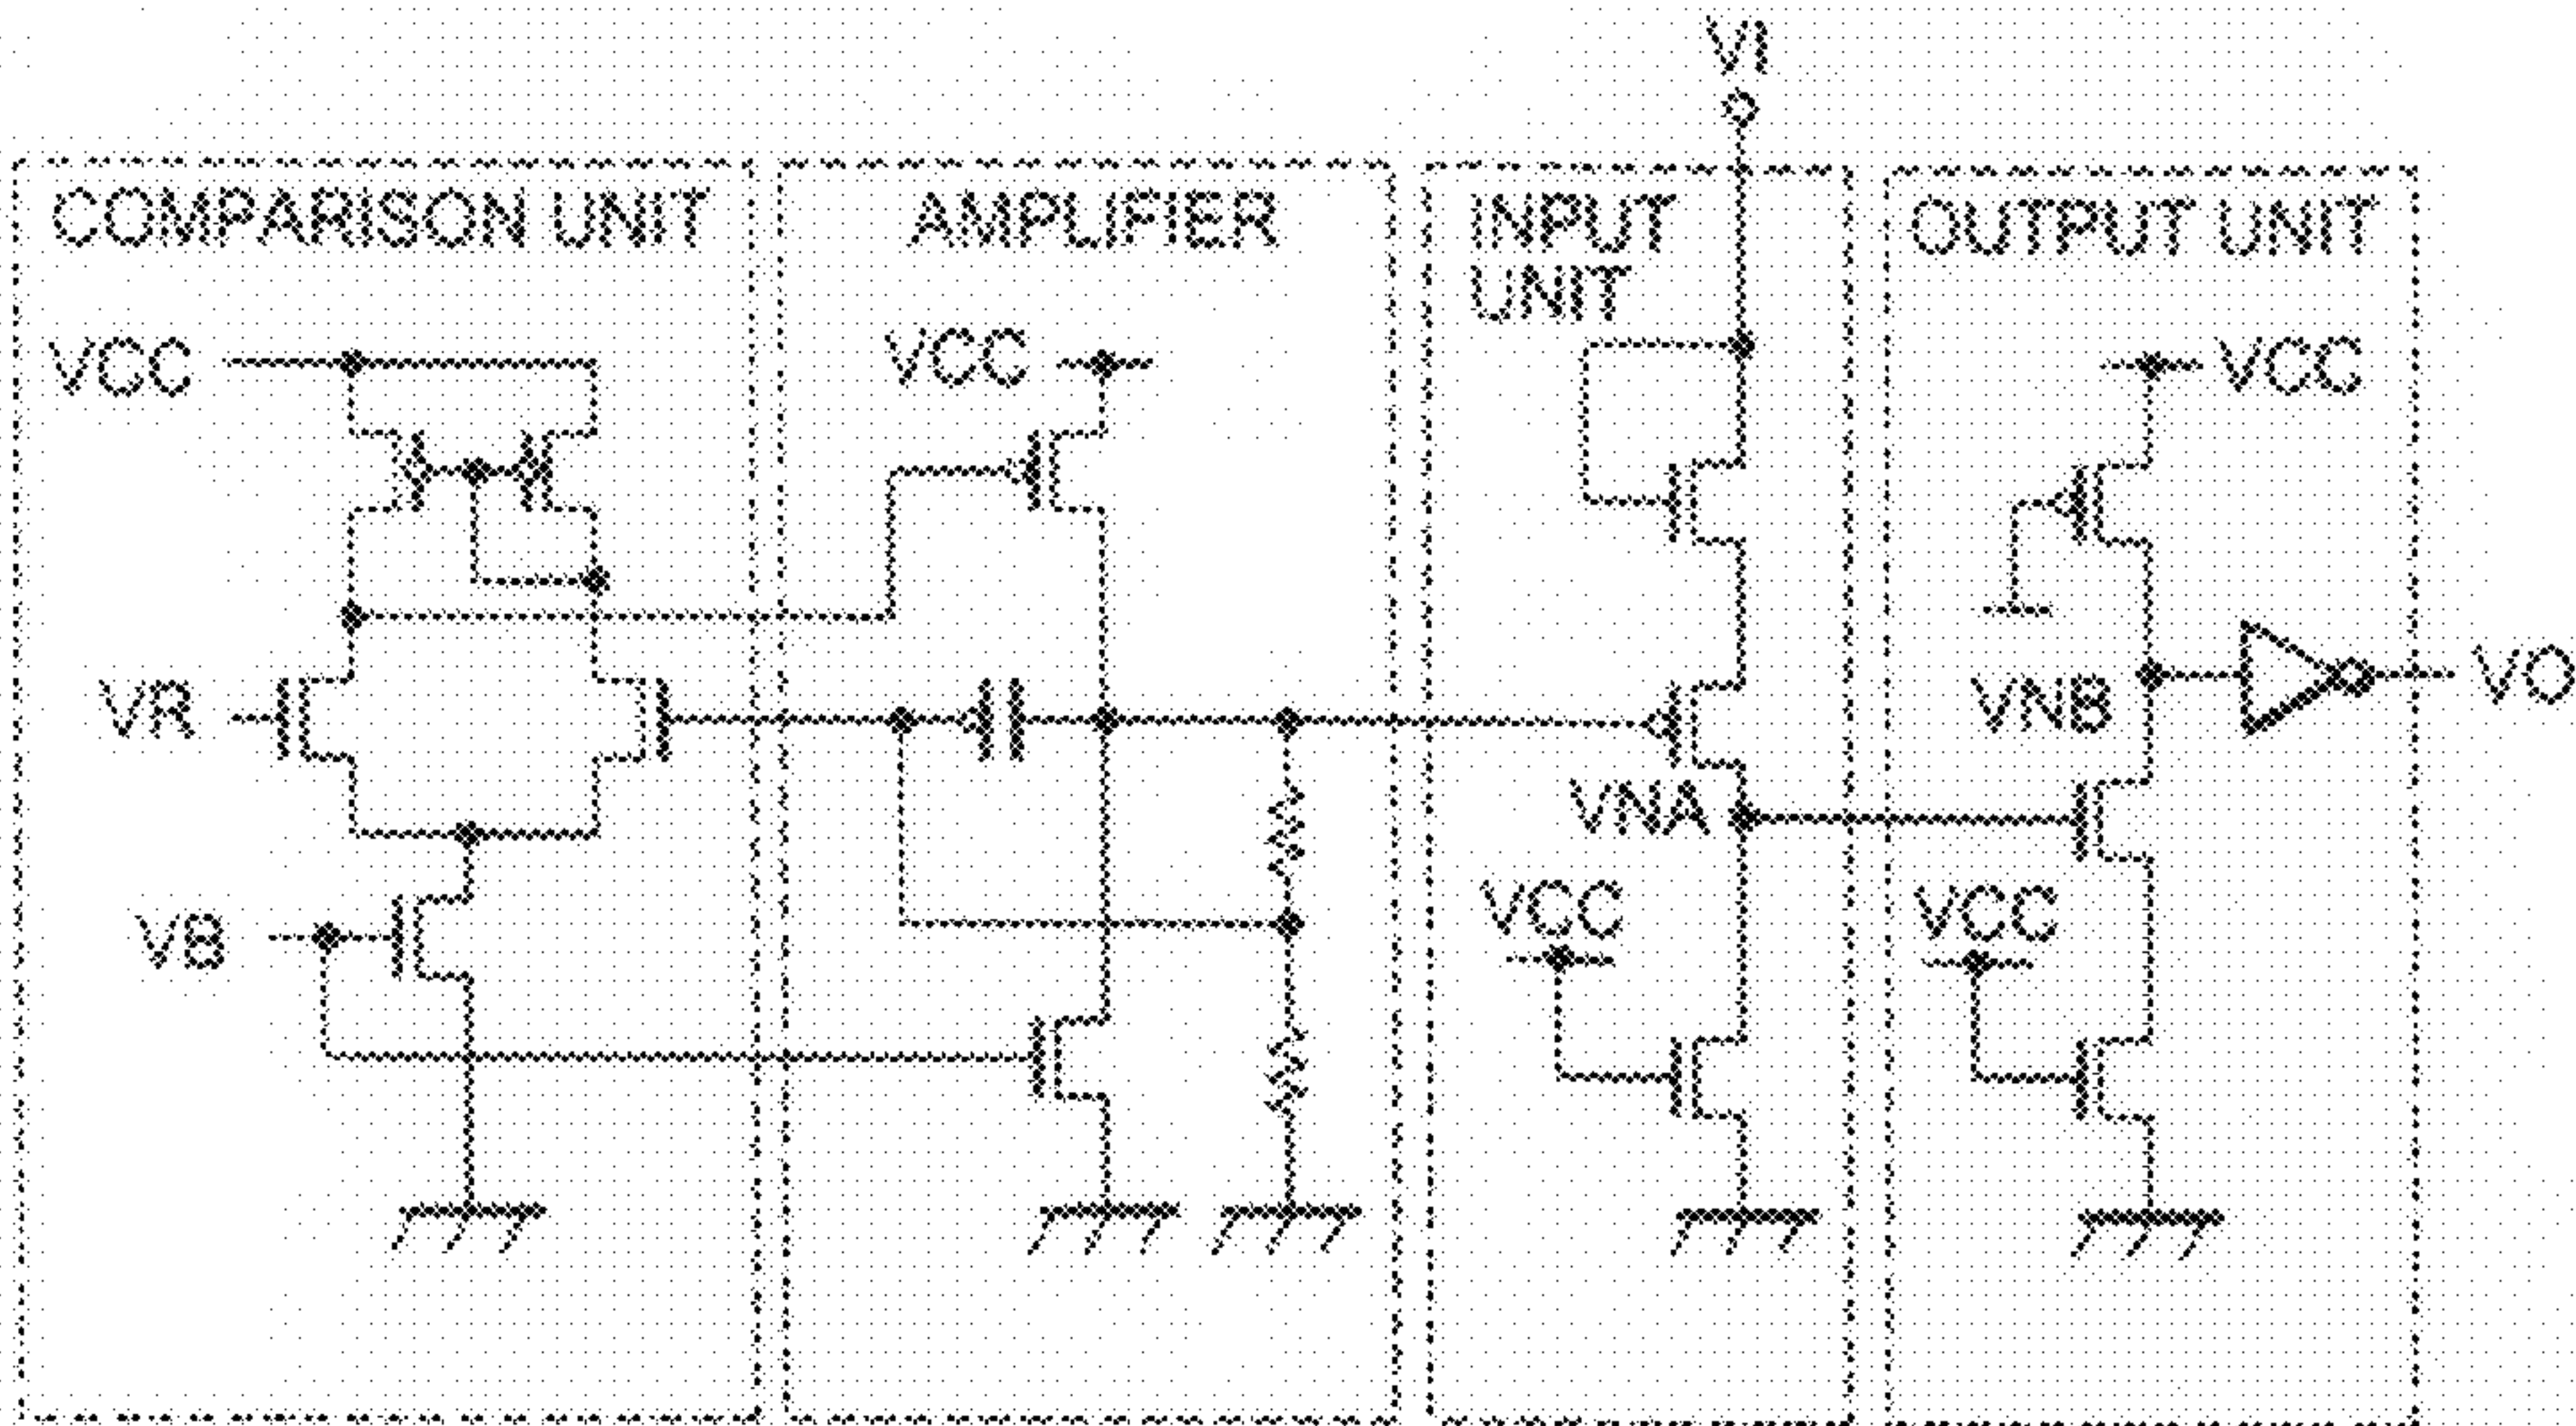 VI
COMPARISON UNIT
AMPLIFIER
INPUT
UNIT
OUTPUT UNIT
VCC
VCC
VCC
VR
VNB
VO
VNA
VCC
VCC
VB